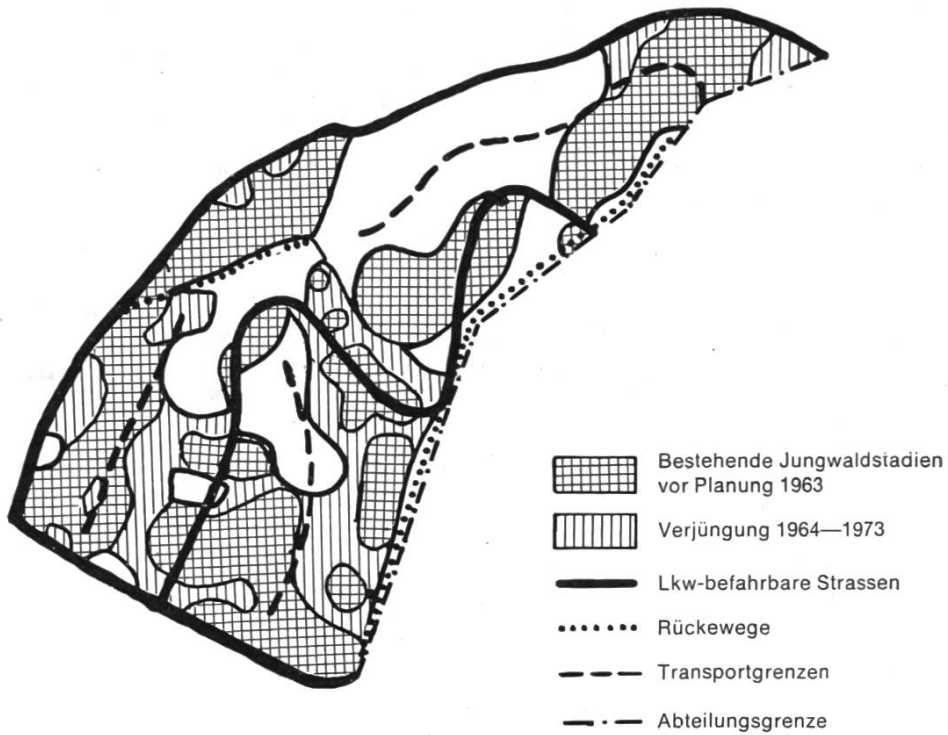 Bestehende Jungwaldstadien
vor Planung 1963
Verjüngung 1964—1973
Lkw-befahrbare Strassen
Rückewege
Transportgrenzen
Abteilungsgrenze